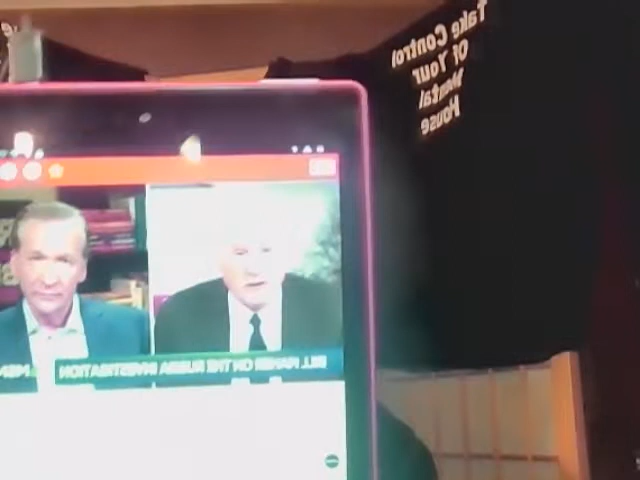 Take Control
Of Your
Mental
House
BILL MAHER ON THE RUSSIA INVESTIGATION